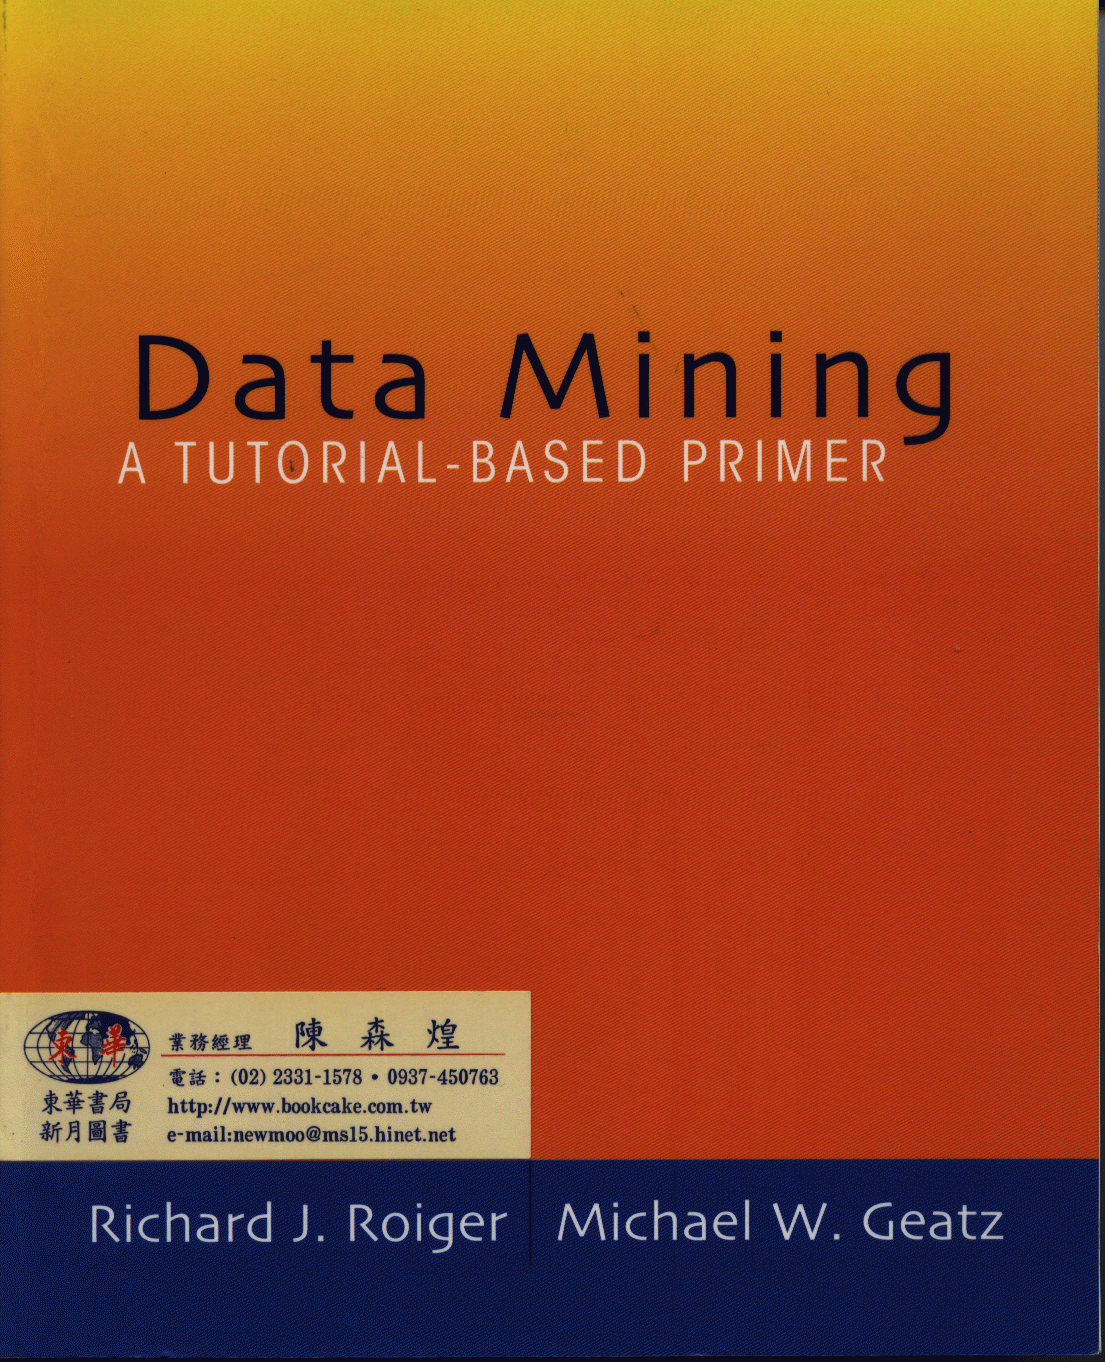 Data Mining
A TUTORIAL-BASED PRIMER
東華
東華書局
新月圖書
業務經理 陳森煌
電話：(02) 2331-1578 • 0937-450763
http://www.bookcake.com.tw
e-mail:newmoo@ms15.hinet.net
Richard J. Roiger Michael W. Geatz